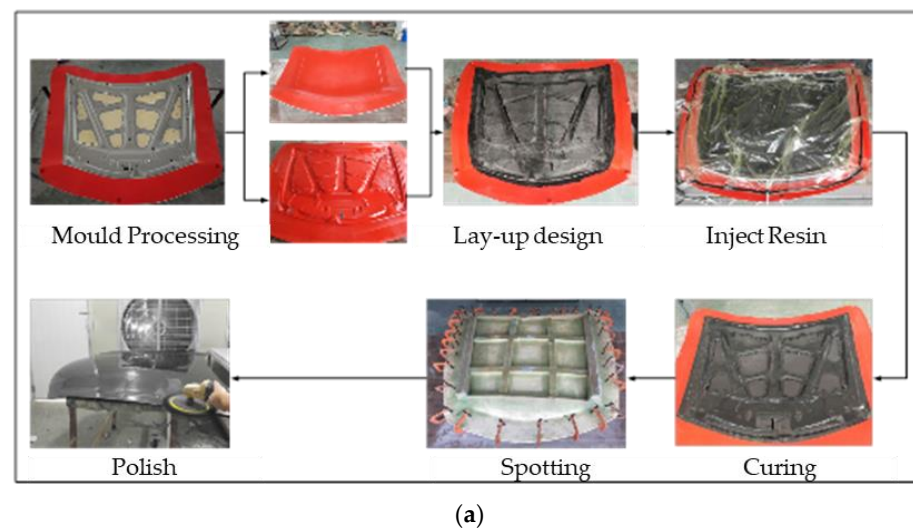 Mould Processing
Lay-up design
Inject Resin
Polish
Spotting
Curing
(a)